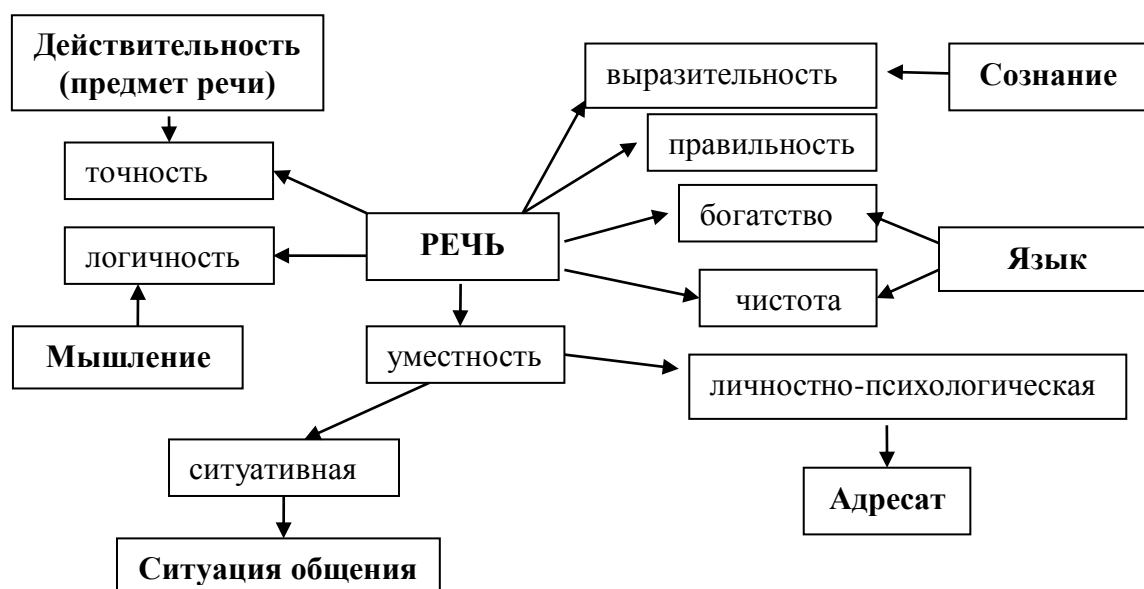 Действительность
(предмет речи)
выразительность
Сознание
правильность
точность
богатство
РЕЧЬ
логичность
Язык
чистота
Мышление
уместность
личностно-психологическая
ситуативная
Адресат
Ситуация общения